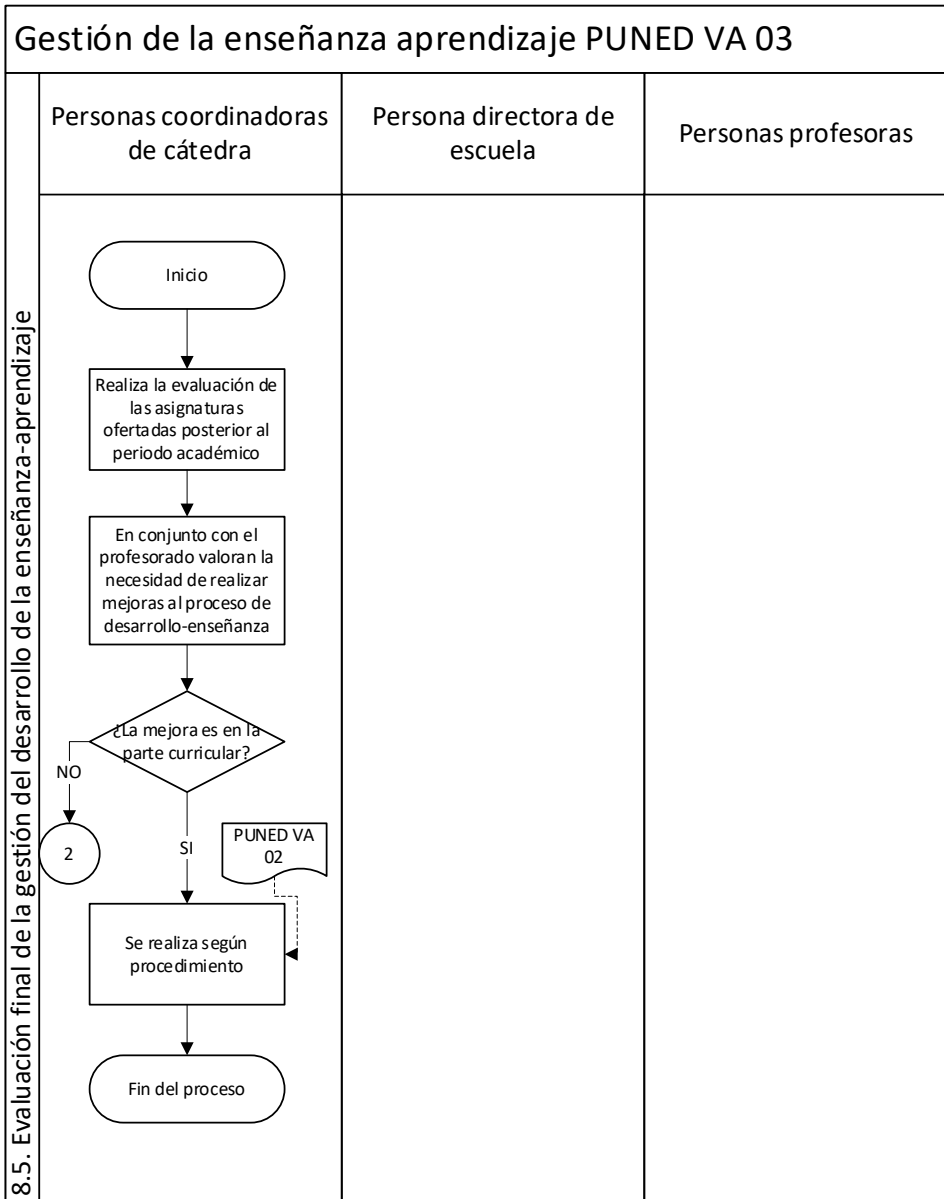 Gestión de la enseñanza aprendizaje PUNED VA 03
8.5. Evaluación final de la gestión del desarrollo de la enseñanza-aprendizaje
Personas coordinadoras
de cátedra
Persona directora de
escuela
Personas profesoras
Inicio
Realiza la evaluación de
las asignaturas
ofertadas posterior al
periodo académico
En conjunto con el
profesorado valoran la
necesidad de realizar
mejoras al proceso de
desarrollo-enseñanza
¿La mejora es en la
parte curricular?
NO
2
SI
PUNED VA
02
Se realiza según
procedimiento
Fin del proceso